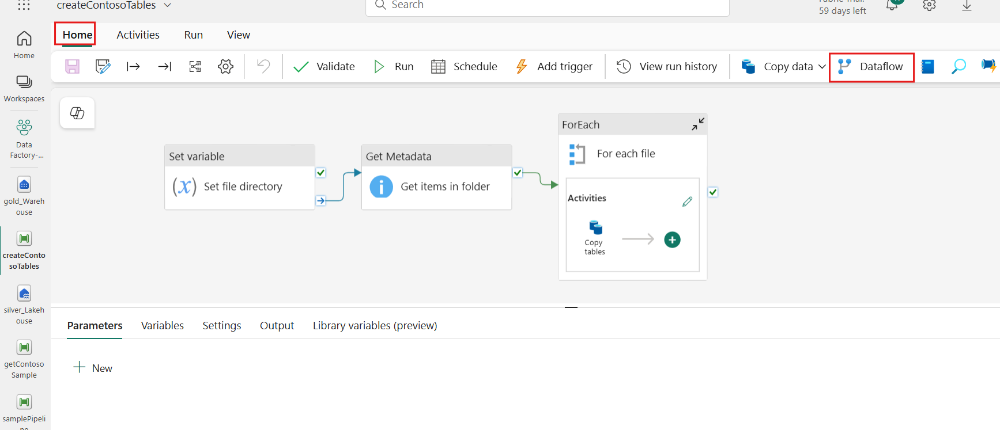 createContosoTables
Search
59 days left
Home
Activities
Run
View
Validate
Run
Schedule
Add trigger
View run history
Copy data
Dataflow
Home
Workspaces
Data
Factory-...
gold_Wareh
ouse
createConto
soTables
silver_Lakeh
ouse
getContoso
Sample
samplePipeli
Set variable
(x) Set file directory
Get Metadata
Get items in folder
ForEach
For each file
Activities
Copy
tables
Parameters
Variables
Settings
Output
Library variables (preview)
New